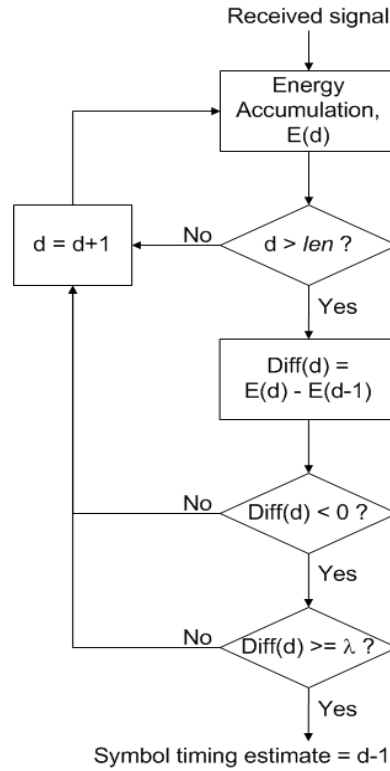 Received signal
Energy
Accumulation,
E(d)
d = d+1
No
d > len ?
Yes
Diff(d) =
E(d) - E(d-1)
No
Diff(d) < 0 ?
Yes
No
Diff(d) >= λ ?
Yes
Symbol timing estimate = d-1